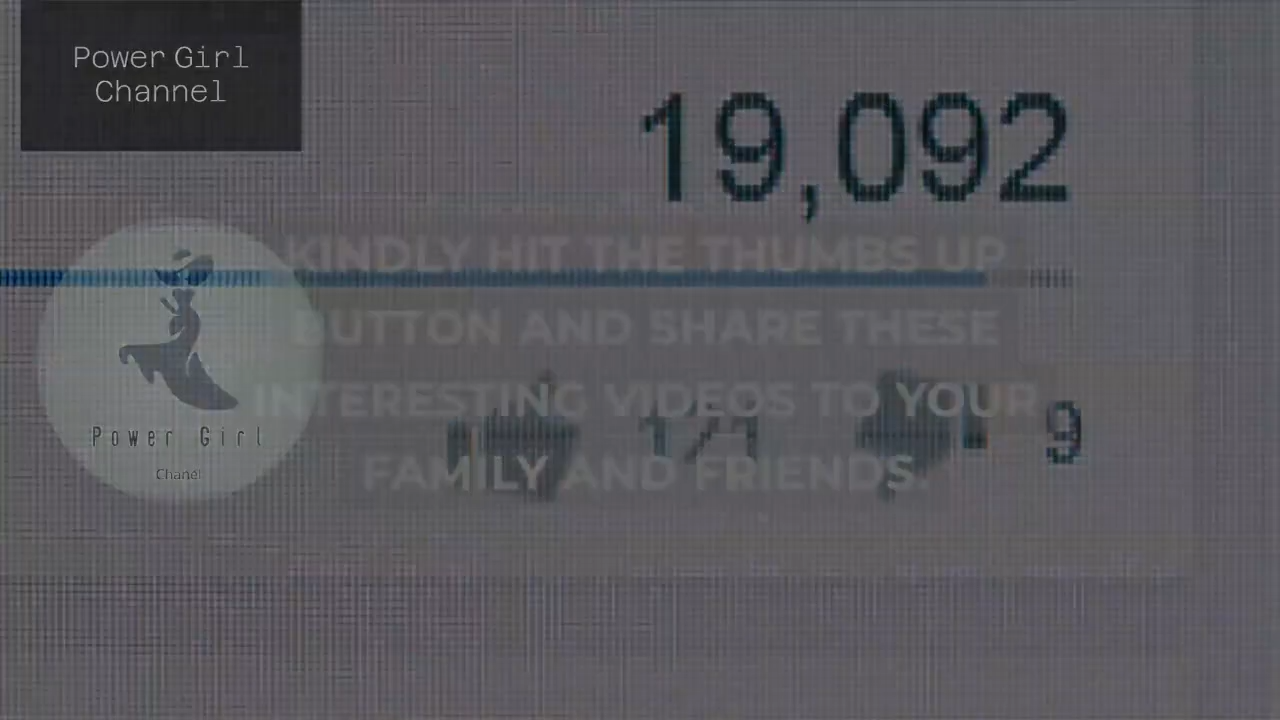 Power Girl
Channel
19,092
KINDLY HIT THE THUMBS UP
BUTTON AND SHARE THESE
INTERESTING VIDEOS TO YOUR
FAMILY AND FRIENDS.
9
Power Girl
Chanel